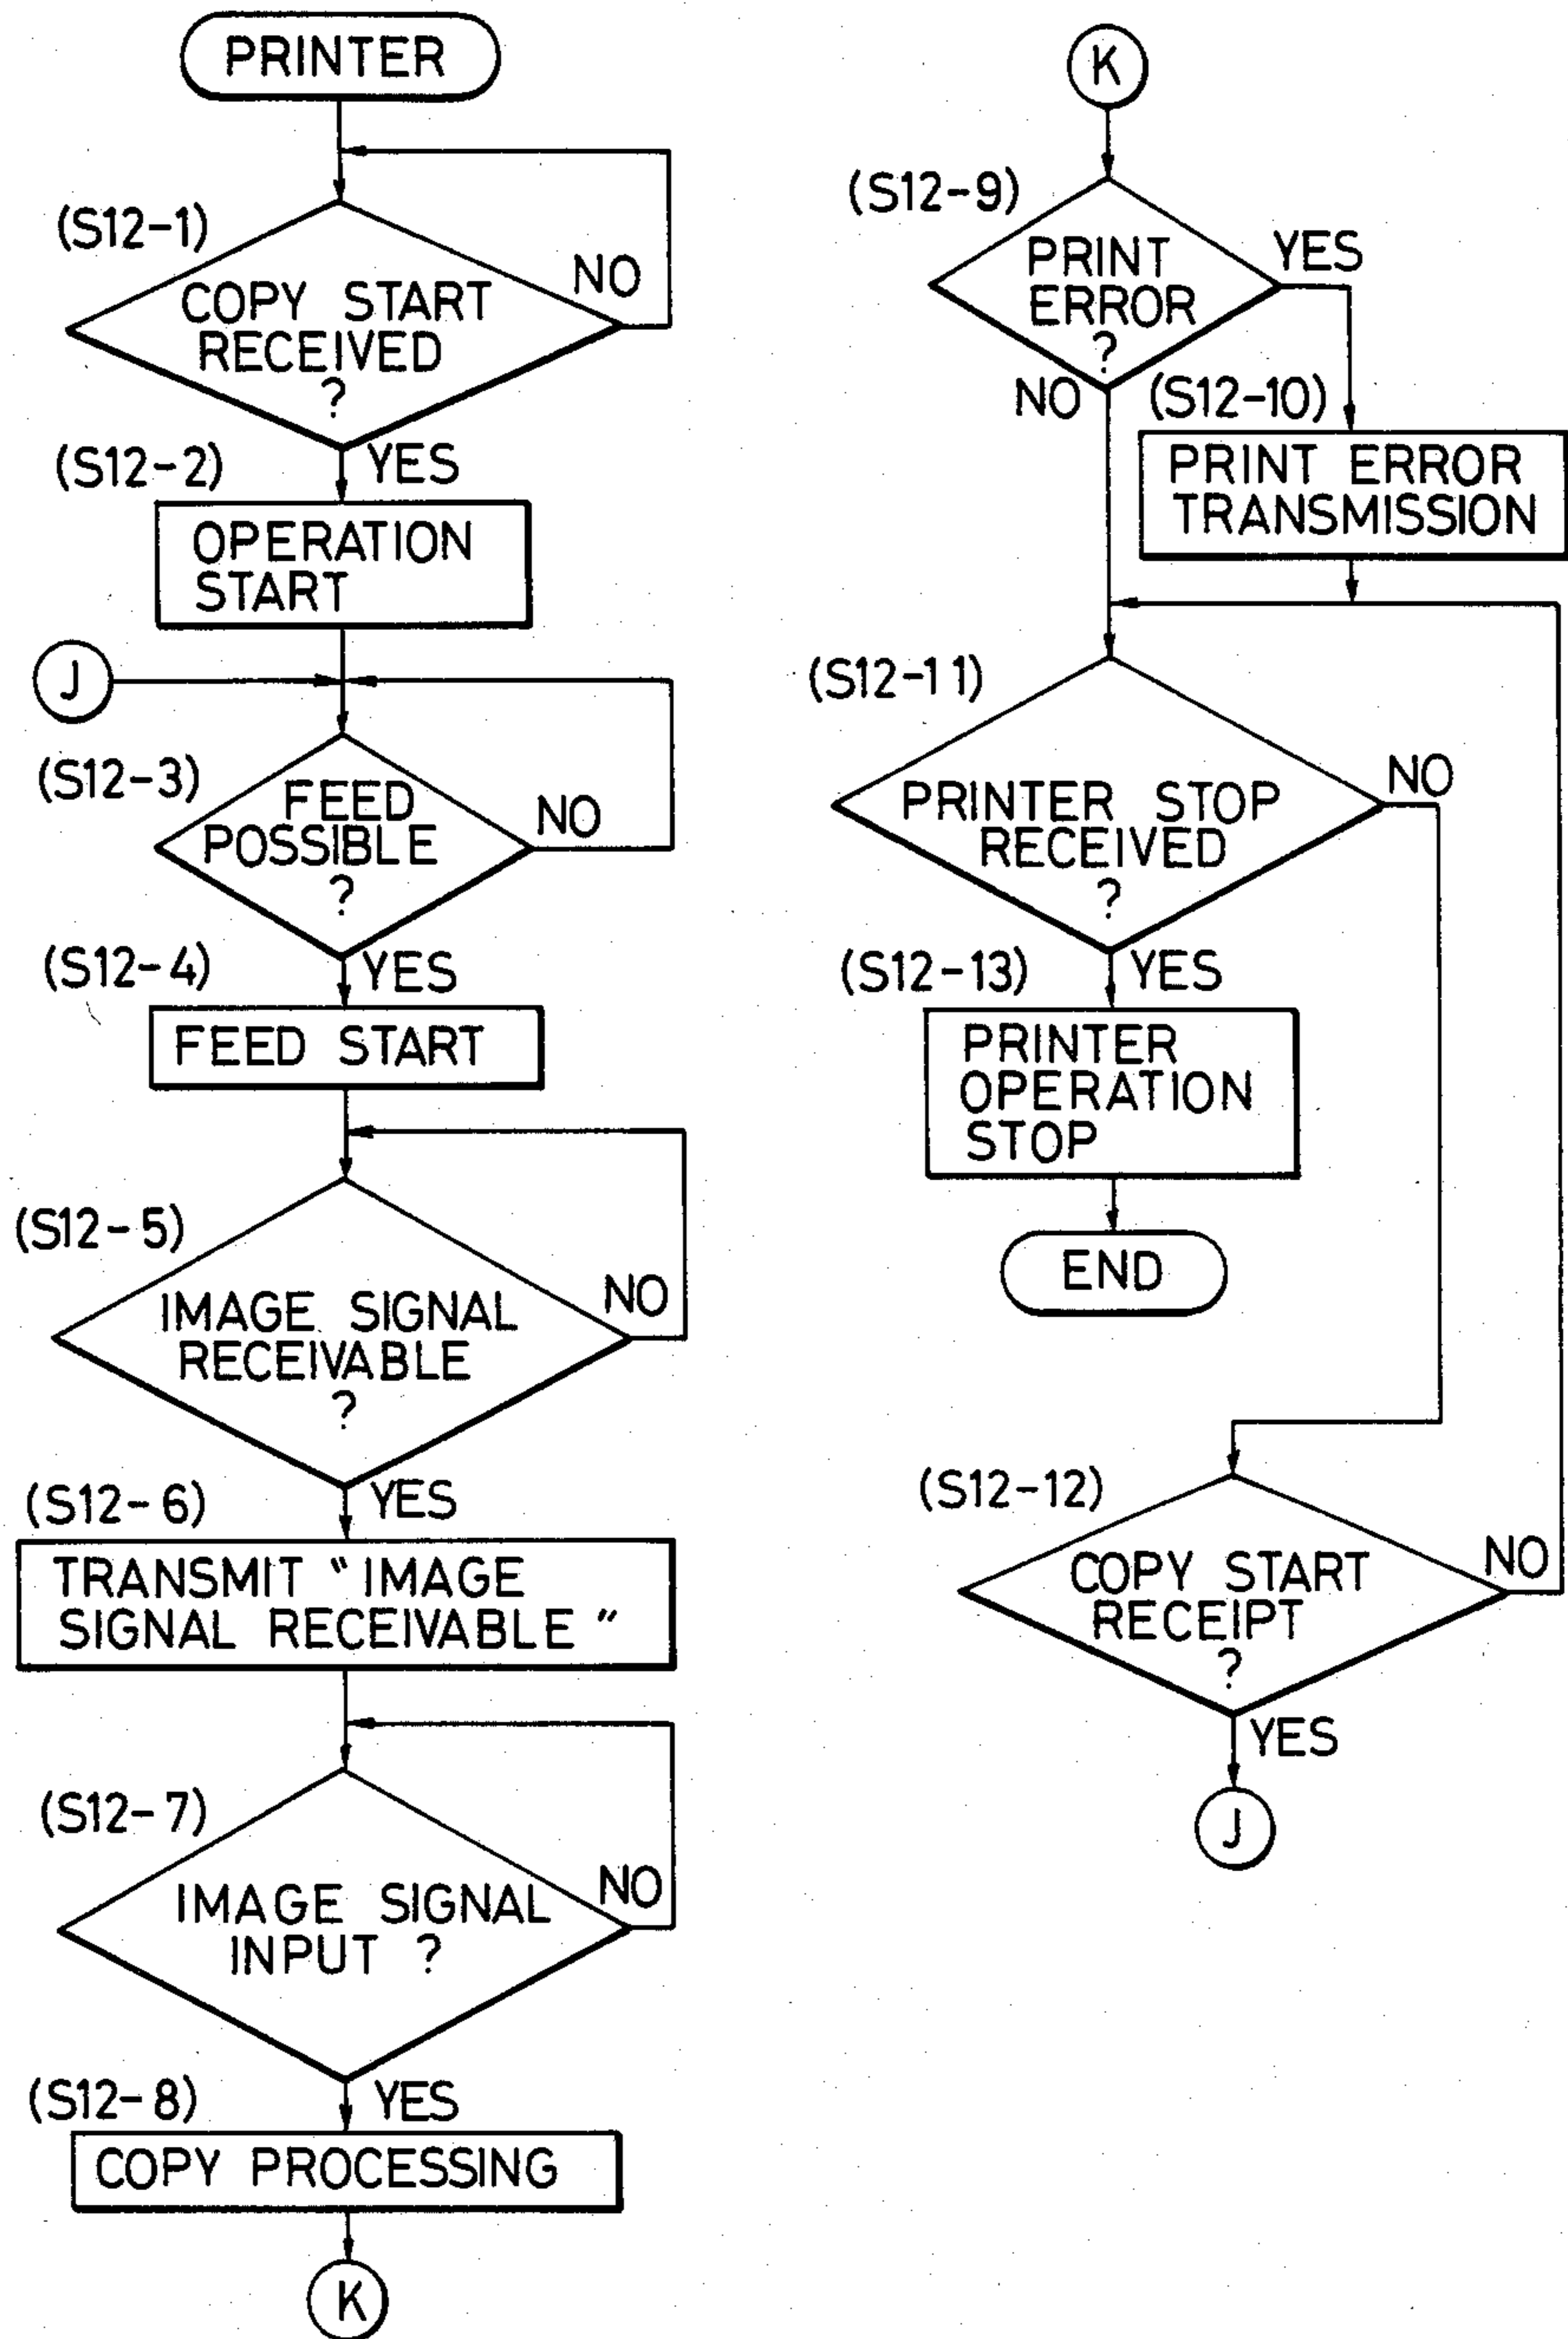 PRINTER
(S12-1)
COPY START
RECEIVED
?
NO
YES
(S12-2)
OPERATION
START
J
(S12-3)
FEED
POSSIBLE
?
NO
YES
(S12-4)
FEED START
(S12-5)
IMAGE SIGNAL
RECEIVABLE
?
NO
YES
(S12-6)
TRANSMIT "IMAGE
SIGNAL RECEIVABLE"
(S12-7)
IMAGE SIGNAL
INPUT ?
NO
YES
(S12-8)
COPY PROCESSING
K
K
(S12-9)
PRINT
ERROR
?
YES
NO
(S12-10)
PRINT ERROR
TRANSMISSION
(S12-11)
PRINTER STOP
RECEIVED
?
NO
YES
(S12-13)
PRINTER
OPERATION
STOP
END
(S12-12)
COPY START
RECEIPT
?
NO
YES
J